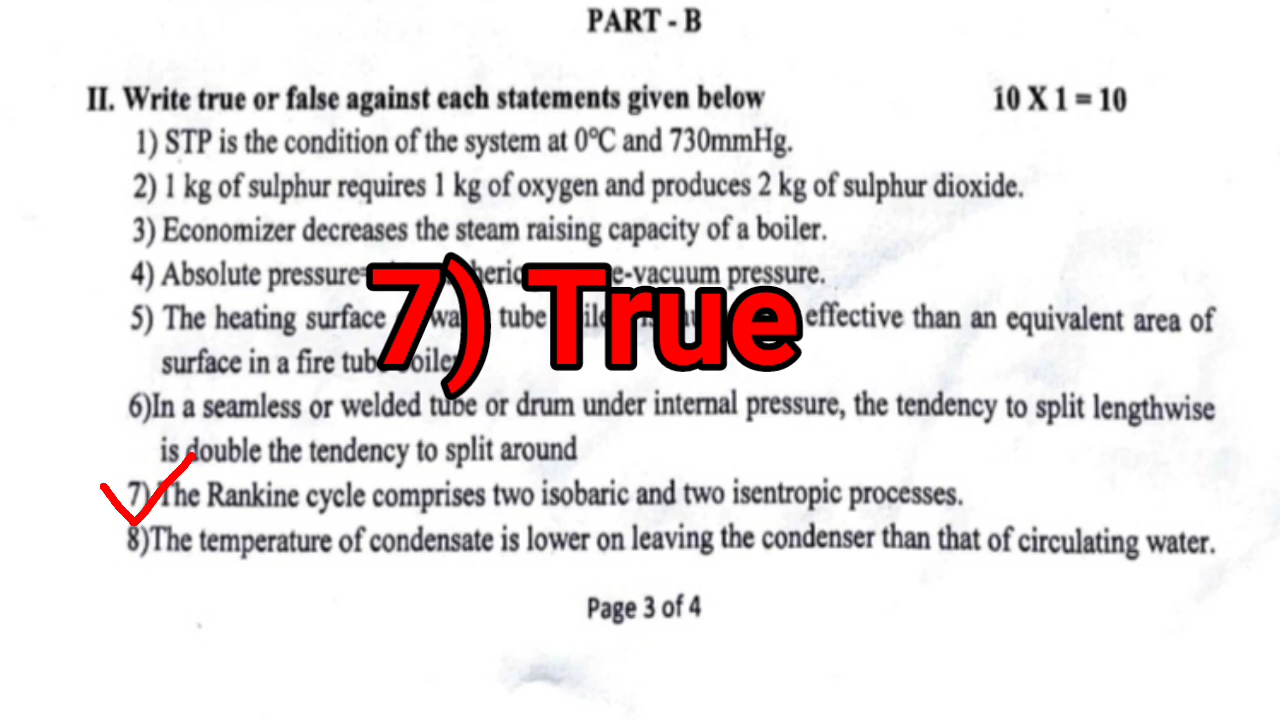 PART - B
II. Write true or false against each statements given below 10 X 1 = 10
1) STP is the condition of the system at 0°C and 730mmHg.
2) 1 kg of sulphur requires 1 kg of oxygen and produces 2 kg of sulphur dioxide.
3) Economizer decreases the steam raising capacity of a boiler.
4) Absolute pressure -vacuum pressure.
5) The heating surface tube effective than an equivalent area of
surface in a fire tube boiler
7) True
6)In a seamless or welded tube or drum under internal pressure, the tendency to split lengthwise
is double the tendency to split around
7) The Rankine cycle comprises two isobaric and two isentropic processes.
8)The temperature of condensate is lower on leaving the condenser than that of circulating water.
Page 3 of 4